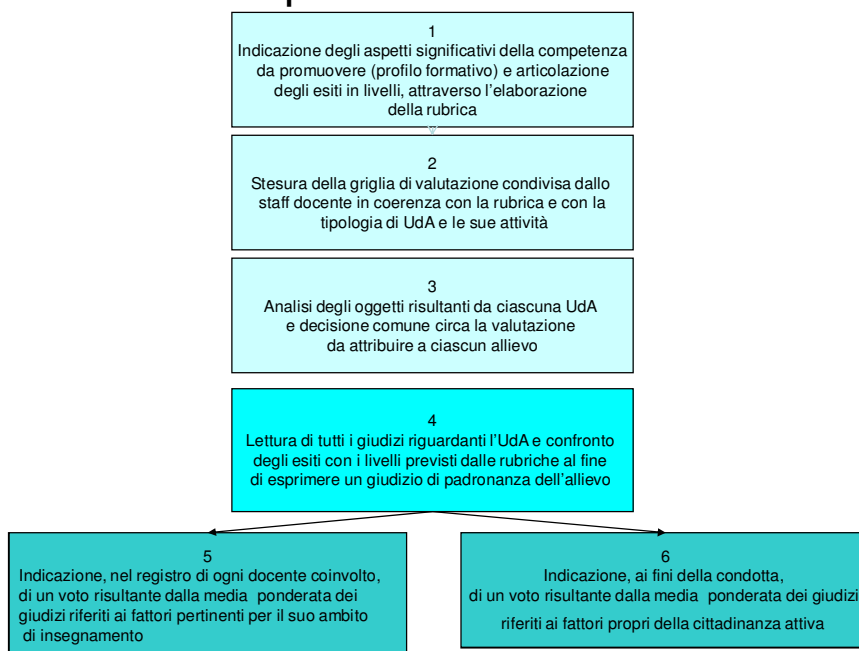 1
Indicazione degli aspetti significativi della competenza
da promuovere (profilo formativo) e articolazione
degli esiti in livelli, attraverso l'elaborazione
della rubrica
2
Stesura della griglia di valutazione condivisa dallo
staff docente in coerenza con la rubrica e con la
tipologia di UdA e le sue attività
3
Analisi degli oggetti risultanti da ciascuna UdA
e decisione comune circa la valutazione
da attribuire a ciascun allievo
4
Lettura di tutti i giudizi riguardanti l'UdA e confronto
degli esiti con i livelli previsti dalle rubriche al fine
di esprimere un giudizio di padronanza dell'allievo
5
Indicazione, nel registro di ogni docente coinvolto,
di un voto risultante dalla media ponderata dei
giudizi riferiti ai fattori pertinenti per il suo ambito
di insegnamento
6
Indicazione, ai fini della condotta,
di un voto risultante dalla media ponderata dei giudizi
riferiti ai fattori propri della cittadinanza attiva